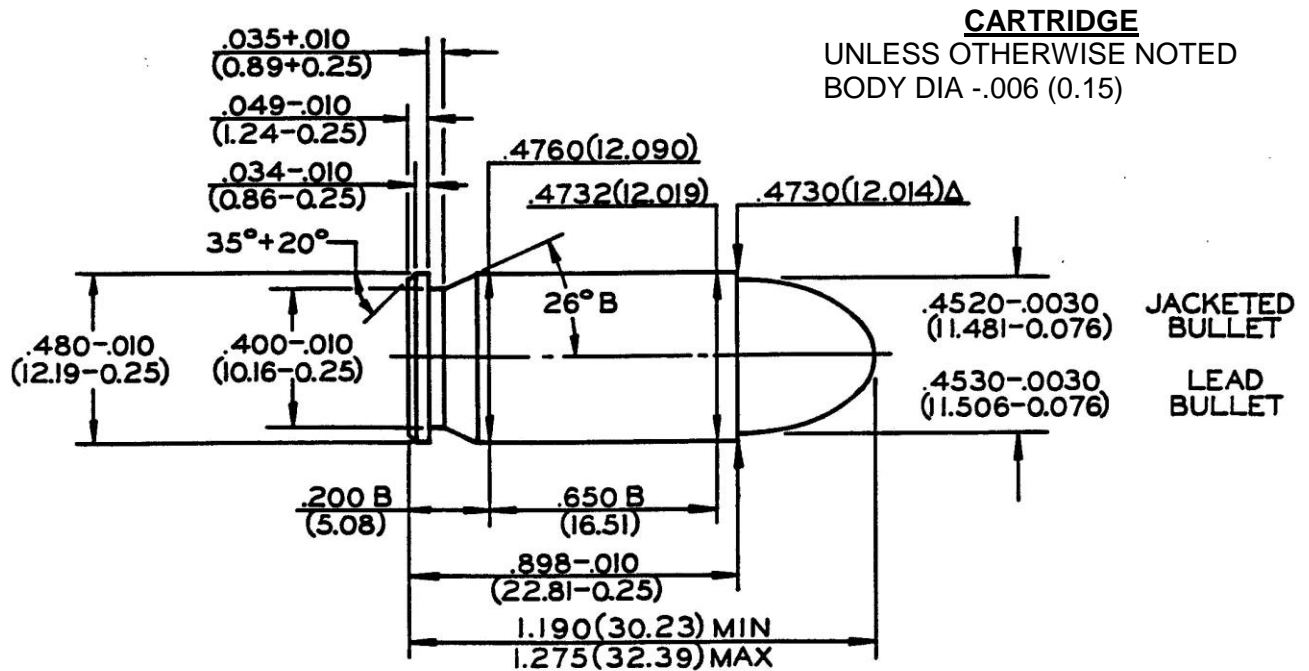 CARTRIDGE
UNLESS OTHERWISE NOTED
BODY DIA -.006 (0.15)
.035+.010
(0.89+0.25)
.049-.010
(1.24-0.25)
.034-.010
(0.86-0.25)
35°+20°
.4760(12.090)
.4732(12.019)
.4730(12.014)Δ
26° B
.480-.010
(12.19-0.25)
.400-.010
(10.16-0.25)
.4520-.0030
(11.481-0.076)
JACKETED
BULLET
.4530-.0030
(11.506-0.076)
LEAD
BULLET
.200 B
(5.08)
.650 B
(16.51)
.898-.010
(22.81-0.25)
1.190(30.23) MIN
1.275(32.39) MAX